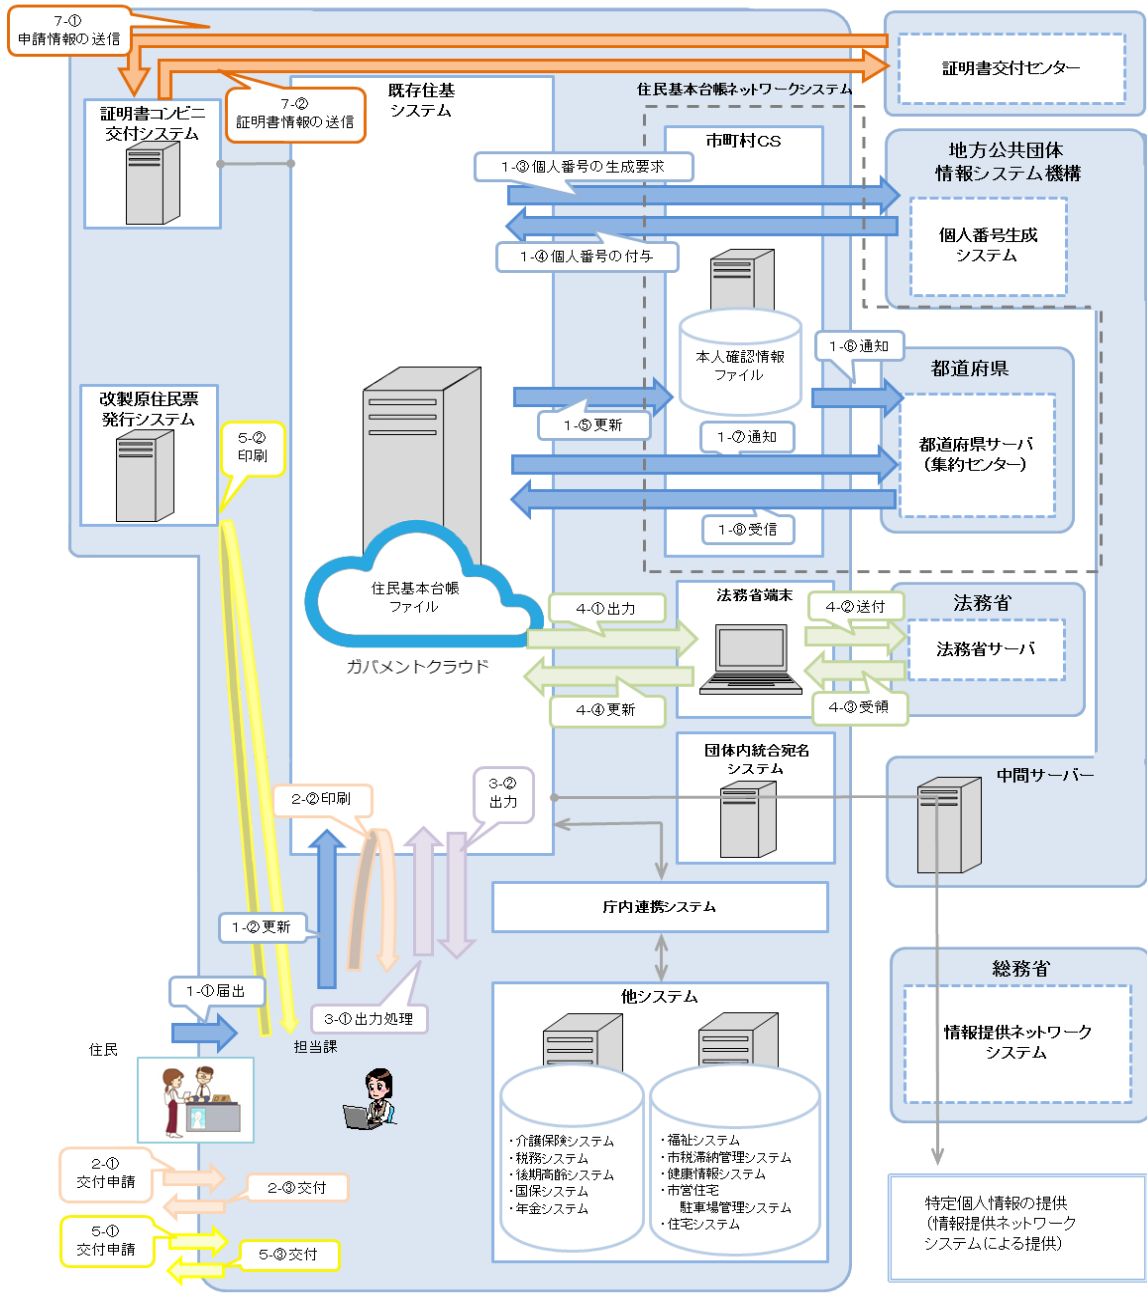 7-①
申請情報の送信
証明書コンビニ
交付システム
7-②
証明書情報の送信
既存住基
システム
住民基本台帳ネットワークシステム
証明書交付センター
市町村CS
1-③個人番号の生成要求
1-④個人番号の付与
地方公共団体
情報システム機構
個人番号生成
システム
本人確認情報
ファイル
1-⑤更新
1-⑥通知
1-⑦通知
1-⑧受信
都道府県
都道府県サーバ
(集約センター)
改製原住民票
発行システム
5-②
印刷
住民基本台帳
ファイル
ガバメントクラウド
4-①出力
4-④更新
法務省端末
4-②送付
4-③受領
法務省
法務省サーバ
団体内統合宛名
システム
中間サーバー
3-②
出力
2-②印刷
1-②更新
3-①出力処理
庁内連携システム
他システム
・介護保険システム
・税務システム
・後期高齢システム
・国保システム
・年金システム
・福祉システム
・市税滞納管理システム
・健康情報システム
・市営住宅
駐車場管理システム
・住宅システム
総務省
情報提供ネットワーク
システム
特定個人情報の提供
(情報提供ネットワーク
システムによる提供)
1-①届出
住民
担当課
2-①
交付申請
2-③交付
5-①
交付申請
5-③交付